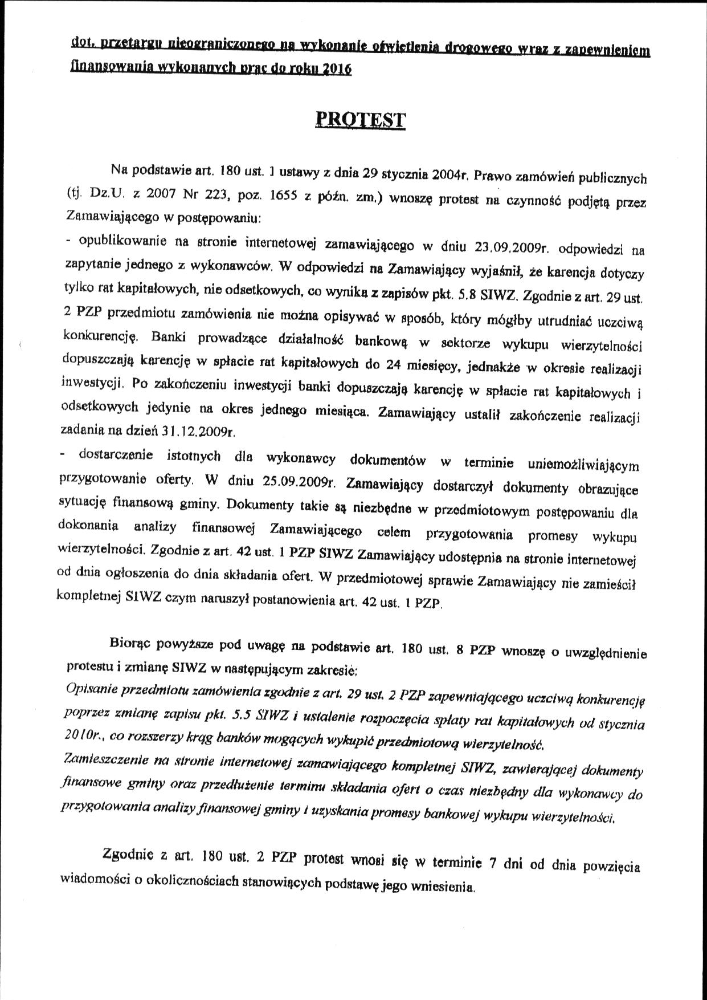 dot. przetargu nieograniczonego na wykonanie oświetlenia drogowego wraz z zapewnieniem
finansowania wykonanych prac do roku 2016
PROTEST
Na podstawie art. 180 ust. 1 ustawy z dnia 29 stycznia 2004r. Prawo zamówień publicznych
(tj. Dz.U. z 2007 Nr 223, poz. 1655 z późn. zm.) wnoszę protest na czynność podjętą przez
Zamawiającego w postępowaniu:
- opublikowanie na stronie internetowej zamawiającego w dniu 23.09.2009r. odpowiedzi na
zapytanie jednego z wykonawców. W odpowiedzi na Zamawiający wyjaśnił, że karencja dotyczy
tylko rat kapitałowych, nie odsetkowych, co wynika z zapisów pkt. 5.8 SIWZ. Zgodnie z art. 29 ust.
2 PZP przedmiotu zamówienia nie można opisywać w sposób, który mógłby utrudniać uczciwą
konkurencję. Banki prowadzące działalność bankową w sektorze wykupu wierzytelności
dopuszczają karencję w spłacie rat kapitałowych do 24 miesięcy, jednakże w okresie realizacji
inwestycji. Po zakończeniu inwestycji banki dopuszczają karencję w spłacie rat kapitałowych i
odsetkowych jedynie na okres jednego miesiąca. Zamawiający ustalił zakończenie realizacji
zadania na dzień 31.12.2009r.
- dostarczenie istotnych dla wykonawcy dokumentów w terminie uniemożliwiającym
przygotowanie oferty. W dniu 25.09.2009r. Zamawiający dostarczył dokumenty obrazujące
sytuację finansową gminy. Dokumenty takie są niezbędne w przedmiotowym postępowaniu dla
dokonania analizy finansowej Zamawiającego celem przygotowania promesy wykupu
wierzytelności. Zgodnie z art. 42 ust. 1 PZP SIWZ Zamawiający udostępnia na stronie internetowej
od dnia ogłoszenia do dnia składania ofert. W przedmiotowej sprawie Zamawiający nie zamieścił
kompletnej SIWZ czym naruszył postanowienia art. 42 ust. 1 PZP.
Biorąc powyższe pod uwagę na podstawie art. 180 ust. 8 PZP wnoszę o uwzględnienie
protestu i zmianę SIWZ w następującym zakresie:
Opisanie przedmiotu zamówienia zgodnie z art. 29 ust. 2 PZP zapewniającego uczciwą konkurencję
poprzez zmianę zapisu pkt. 5.5 SIWZ i ustalenie rozpoczęcia spłaty rat kapitałowych od stycznia
2010r., co rozszerzy krąg banków mogących wykupić przedmiotową wierzytelność.
Zamieszczenie na stronie internetowej zamawiającego kompletnej SIWZ, zawierającej dokumenty
finansowe gminy oraz przedłużenie terminu składania ofert o czas niezbędny dla wykonawcy do
przygotowania analizy finansowej gminy i uzyskania promesy bankowej wykupu wierzytelności.
Zgodnie z art. 180 ust. 2 PZP protest wnosi się w terminie 7 dni od dnia powzięcia
wiadomości o okolicznościach stanowiących podstawę jego wniesienia.